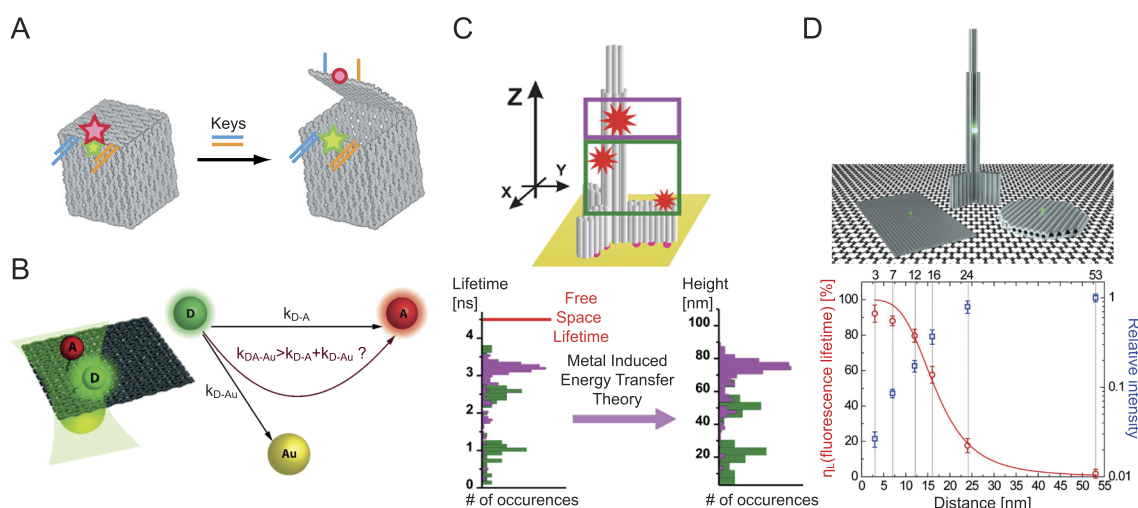 A
Keys
B
D
A
k_D-A
k_DA-Au>k_D-A+k_D-Au ?
k_D-Au
Au
A
D
C
Z
Y
X
Lifetime
[ns]
4
3
2
1
0
# of occurences
Free
Space
Lifetime
Metal Induced
Energy Transfer
Theory
Height
[nm]
80
60
40
20
# of occurences
D
3 7 12 16 24 53
η_L(fluorescence lifetime) [%]
100
80
60
40
20
0
1
0.1
0.01
Relative intensity
0 5 10 15 20 25 30 35 40 45 50 55
Distance [nm]